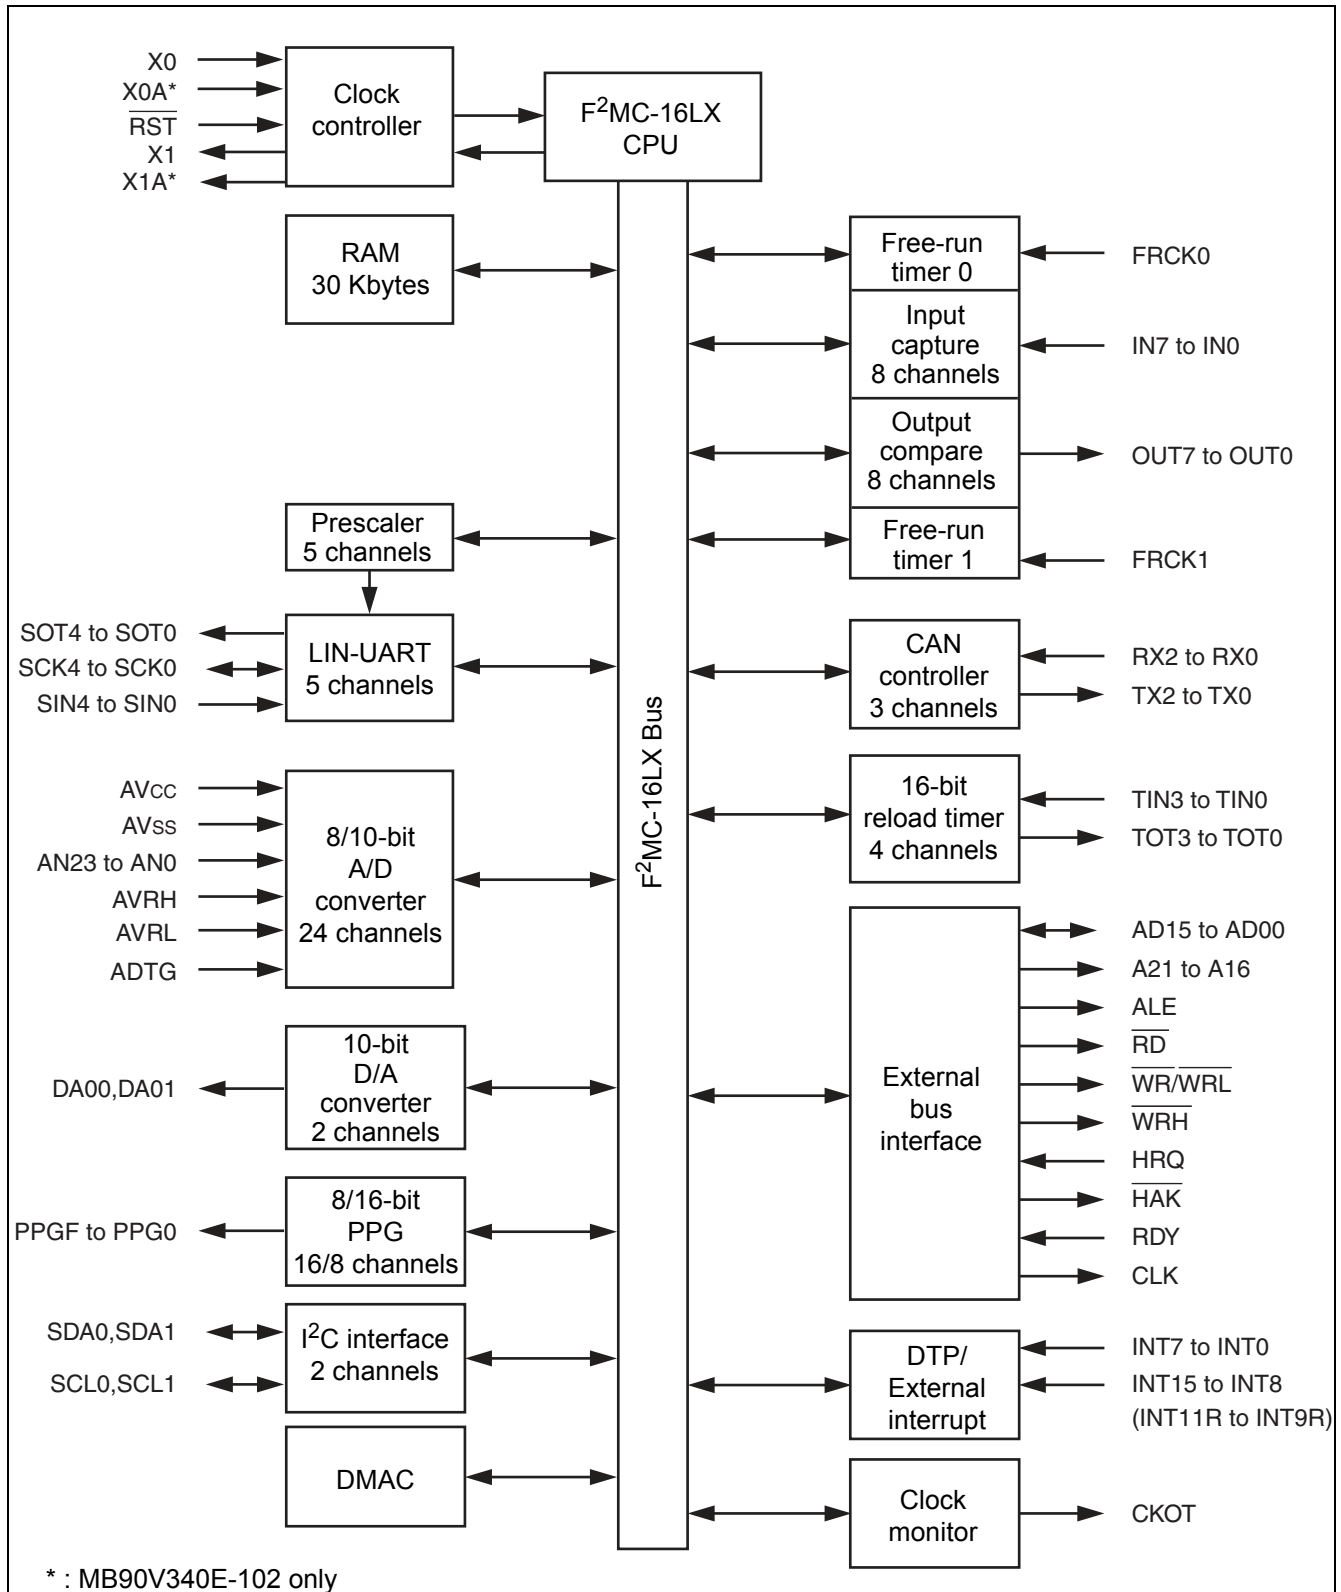 X0
X0A*
RST
X1
X1A*
Clock
controller
F2MC-16LX
CPU
RAM
30 Kbytes
Prescaler
5 channels
SOT4 to SOT0
SCK4 to SCK0
SIN4 to SIN0
LIN-UART
5 channels
AVCC
AVSS
AN23 to AN0
AVRH
AVRL
ADTG
8/10-bit
A/D
converter
24 channels
DA00,DA01
10-bit
D/A
converter
2 channels
PPGF to PPG0
8/16-bit
PPG
16/8 channels
SDA0,SDA1
SCL0,SCL1
I2C interface
2 channels
DMAC
F2MC-16LX Bus
Free-run
timer 0
FRCK0
Input
capture
8 channels
IN7 to IN0
Output
compare
8 channels
OUT7 to OUT0
Free-run
timer 1
FRCK1
CAN
controller
3 channels
RX2 to RX0
TX2 to TX0
16-bit
reload timer
4 channels
TIN3 to TIN0
TOT3 to TOT0
External
bus
interface
AD15 to AD00
A21 to A16
ALE
RD
WR/WRL
WRH
HRQ
HAK
RDY
CLK
DTP/
External
interrupt
INT7 to INT0
INT15 to INT8
(INT11R to INT9R)
Clock
monitor
CKOT
* : MB90V340E-102 only